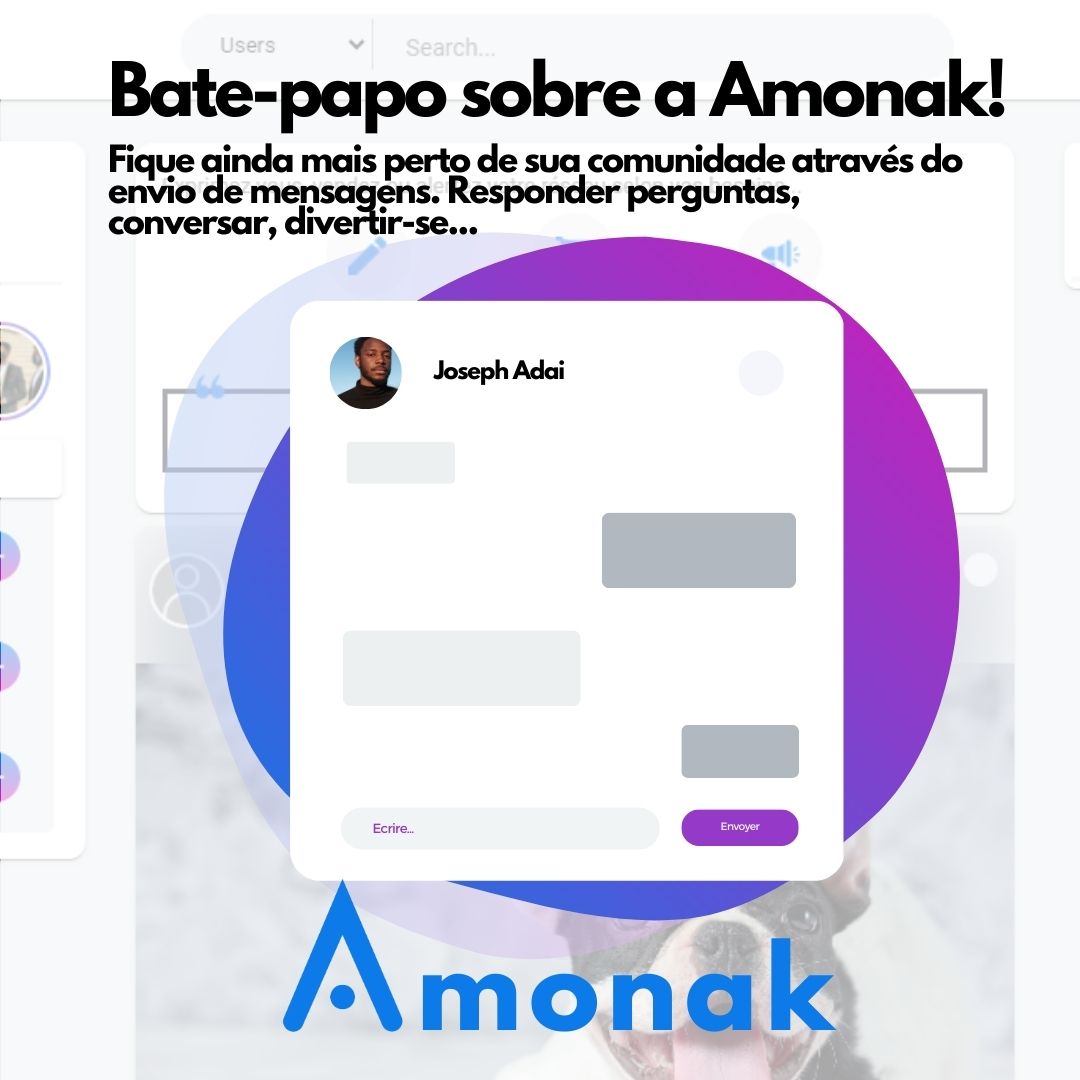 Users
Search...
Bate-papo sobre a Amonak!
Fique ainda mais perto de sua comunidade através do
envio de mensagens. Responder perguntas,
conversar, divertir-se...
Joseph Adai
Ecrire...
Envoyer
Amonak